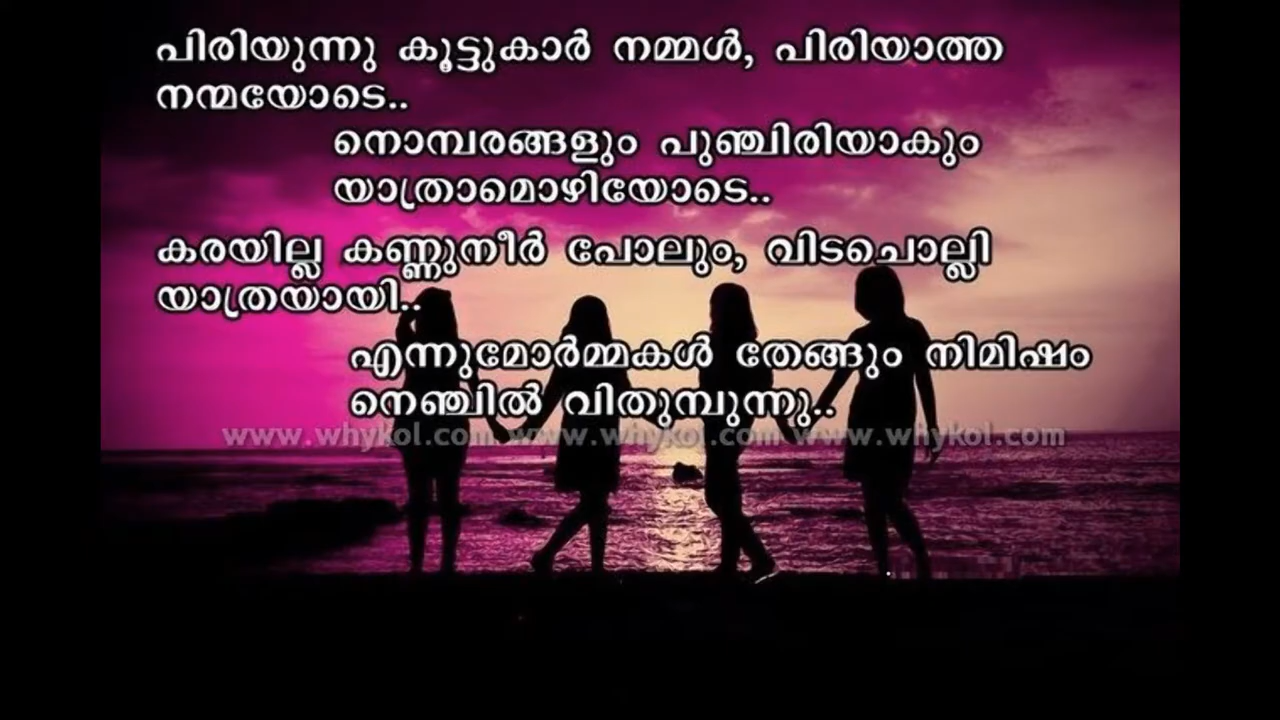 പിരിയുന്നു കൂട്ടുകാർ നമ്മൾ, പിരിയാത്ത
നന്മയോടെ..
നൊമ്പരങ്ങളും പുഞ്ചിരിയാകും
യാത്രാമൊഴിയോടെ..
കരയില്ല കണ്ണുനീർ പോലും, വിടചൊല്ലി
യാത്രയായി..
എന്നുമോർമ്മകൾ തേങ്ങും നിമിഷം
നെഞ്ചിൽ വിതുമ്പുന്നു..
www.whykol.com www.whykol.com www.whykol.com